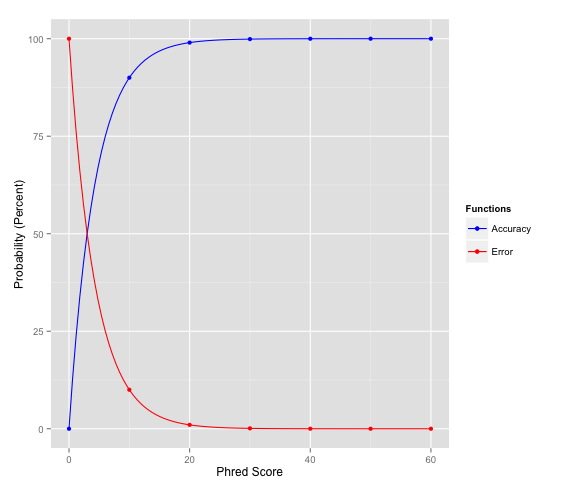 100
75
50
25
0
Probability (Percent)
0 20 40 60
Phred Score
Functions
Accuracy
Error